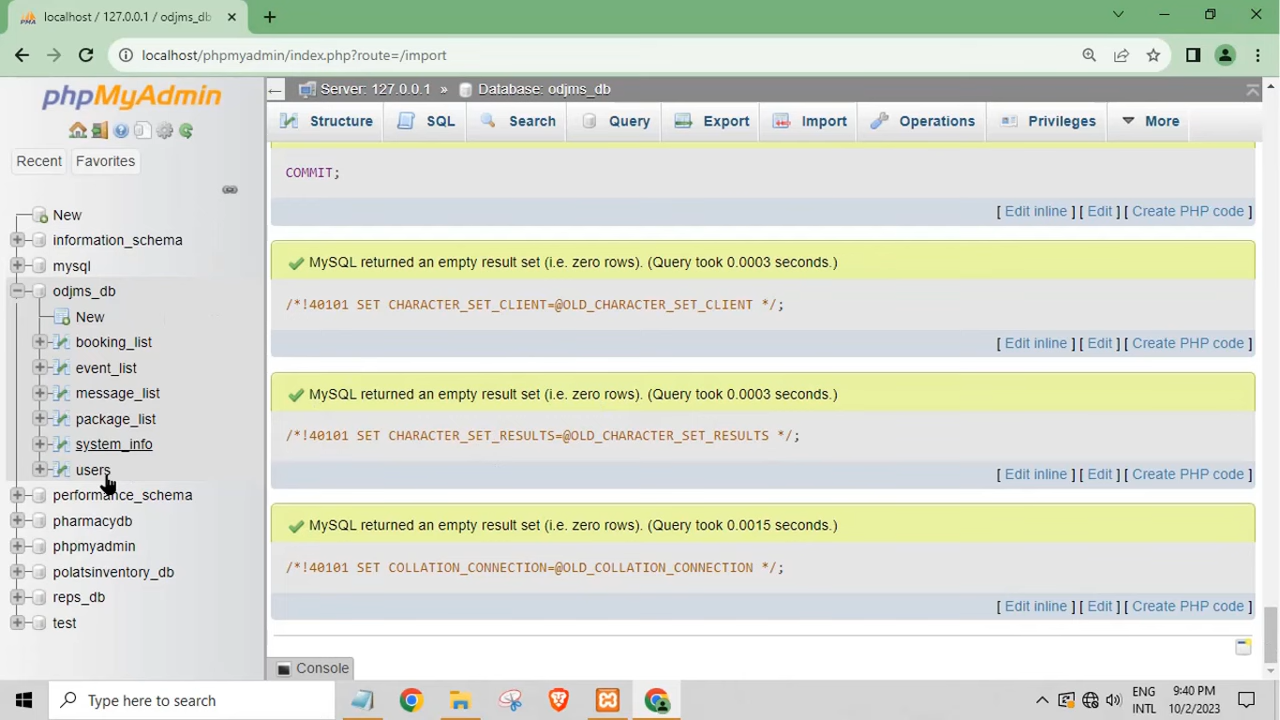 localhost / 127.0.0.1 / odjms_db
localhost/phpmyadmin/index.php?route=/import
phpMyAdmin
Recent
Favorites
New
information_schema
mysql
odjms_db
New
booking_list
event_list
message_list
package_list
system_info
users
performance_schema
pharmacydb
phpmyadmin
polatsinventory_db
reps_db
test
Server: 127.0.0.1 » Database: odjms_db
Structure SQL Search Query Export Import Operations Privileges More
COMMIT;
[ Edit inline ] [ Edit ] [ Create PHP code ]
MySQL returned an empty result set (i.e. zero rows). (Query took 0.0003 seconds.)
/*!40101 SET CHARACTER_SET_CLIENT=@OLD_CHARACTER_SET_CLIENT */;
[ Edit inline ] [ Edit ] [ Create PHP code ]
MySQL returned an empty result set (i.e. zero rows). (Query took 0.0003 seconds.)
/*!40101 SET CHARACTER_SET_RESULTS=@OLD_CHARACTER_SET_RESULTS */;
[ Edit inline ] [ Edit ] [ Create PHP code ]
MySQL returned an empty result set (i.e. zero rows). (Query took 0.0015 seconds.)
/*!40101 SET COLLATION_CONNECTION=@OLD_COLLATION_CONNECTION */;
[ Edit inline ] [ Edit ] [ Create PHP code ]
Console
Type here to search
ENG
INTL
9:40 PM
10/2/2023